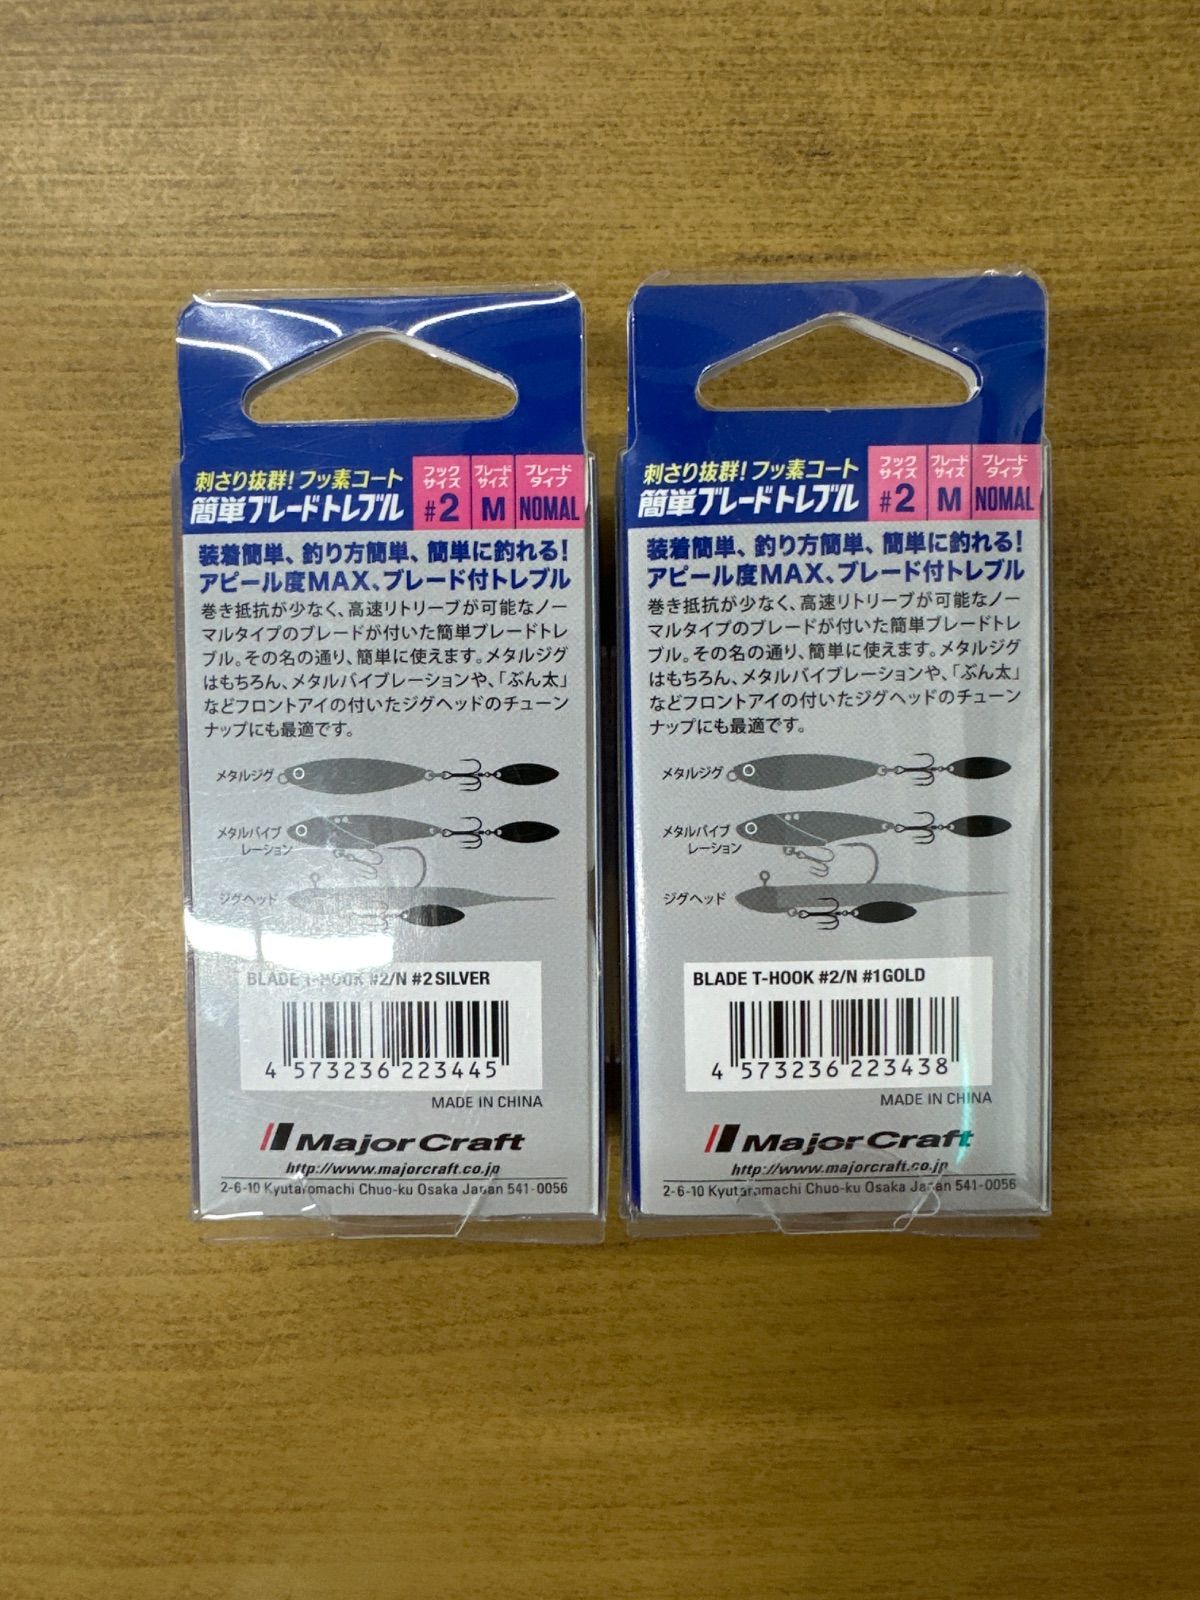 刺さり抜群!フッ素コート
簡単ブレードトレブル
フック
サイズ
#2
ブレード
サイズ
M
ブレード
タイプ
NOMAL
装着簡単、釣り方簡単、簡単に釣れる!
アピール度MAX、ブレード付トレブル
巻き抵抗が少なく、高速リトリーブが可能なノー
マルタイプのブレードが付いた簡単ブレードトレ
ブル。その名の通り、簡単に使えます。メタルジグ
はもちろん、メタルバイブレーションや、「ぶん太」
などフロントアイの付いたジグヘッドのチューン
ナップにも最適です。
メタルジグ
メタルバイブ
レーション
ジグヘッド
BLADE T-HOOK #2/N #2SILVER
4 573236 223445
MADE IN CHINA
Major Craft
http://www.majorcraft.co.jp
2-6-10 Kyutaromachi Chuo-ku Osaka Japan 541-0056
刺さり抜群!フッ素コート
簡単ブレードトレブル
フック
サイズ
#2
ブレード
サイズ
M
ブレード
タイプ
NOMAL
装着簡単、釣り方簡単、簡単に釣れる!
アピール度MAX、ブレード付トレブル
巻き抵抗が少なく、高速リトリーブが可能なノー
マルタイプのブレードが付いた簡単ブレードトレ
ブル。その名の通り、簡単に使えます。メタルジグ
はもちろん、メタルバイブレーションや、「ぶん太」
などフロントアイの付いたジグヘッドのチューン
ナップにも最適です。
メタルジグ
メタルバイブ
レーション
ジグヘッド
BLADE T-HOOK #2/N #1GOLD
4 573236 223438
MADE IN CHINA
Major Craft
http://www.majorcraft.co.jp
2-6-10 Kyutaromachi Chuo-ku Osaka Japan 541-0056